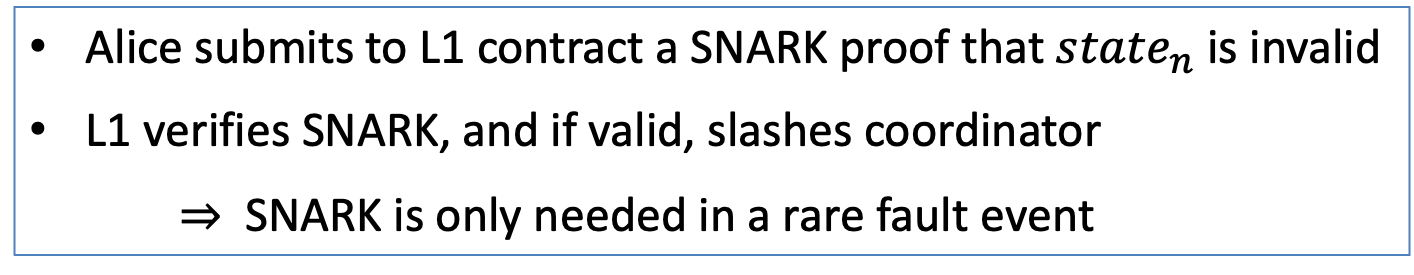 • Alice submits to L1 contract a SNARK proof that 𝑠𝑡𝑎𝑡𝑒ₙ is invalid
• L1 verifies SNARK, and if valid, slashes coordinator
⇒ SNARK is only needed in a rare fault event